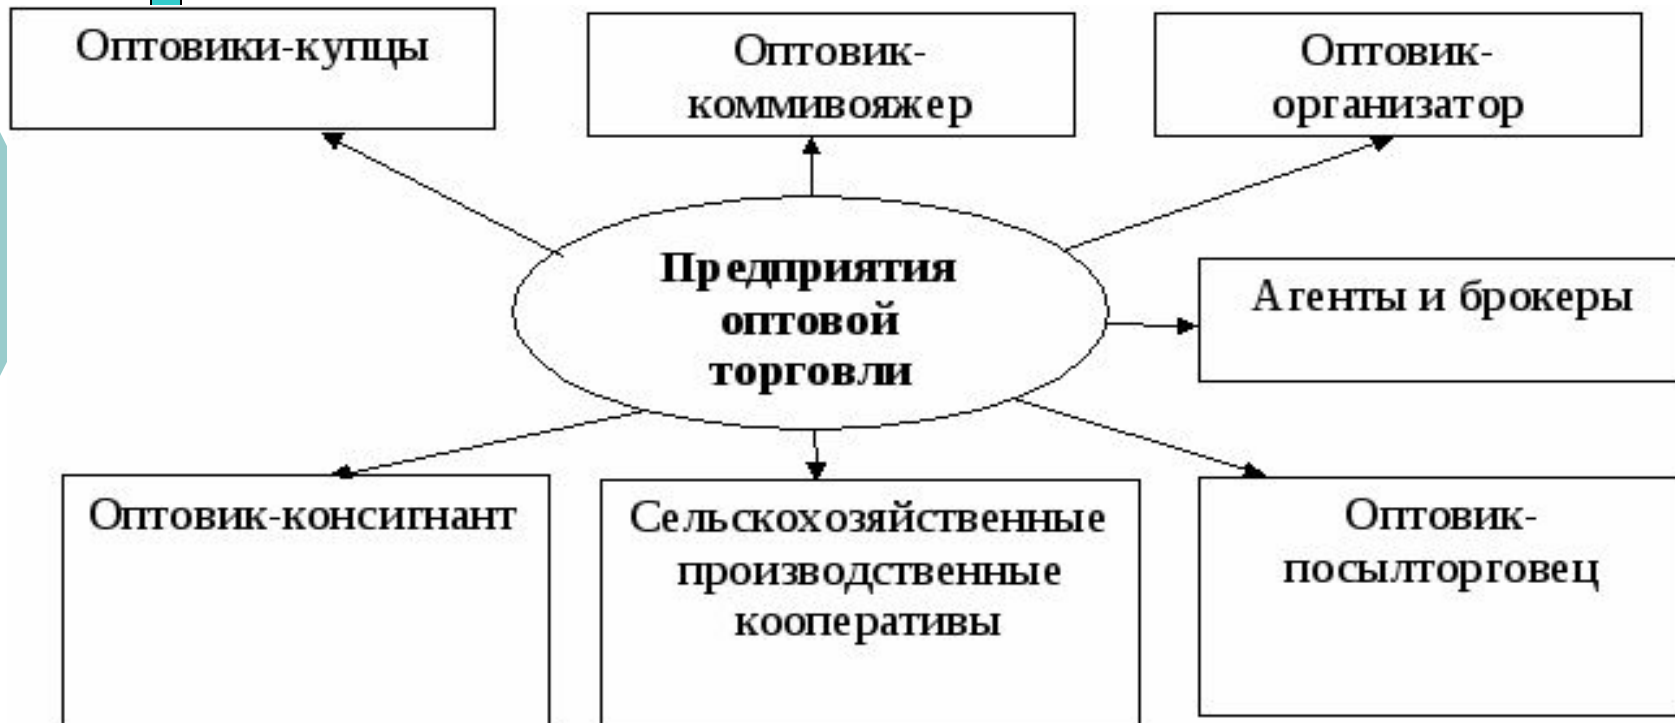 Оптовики-купцы
Оптовик-
коммивояжер
Оптовик-
организатор
Предприятия
оптовой
торговли
Агенты и брокеры
Оптовик-консигнант
Сельскохозяйственные
производственные
кооперативы
Оптовик-
посылторговец